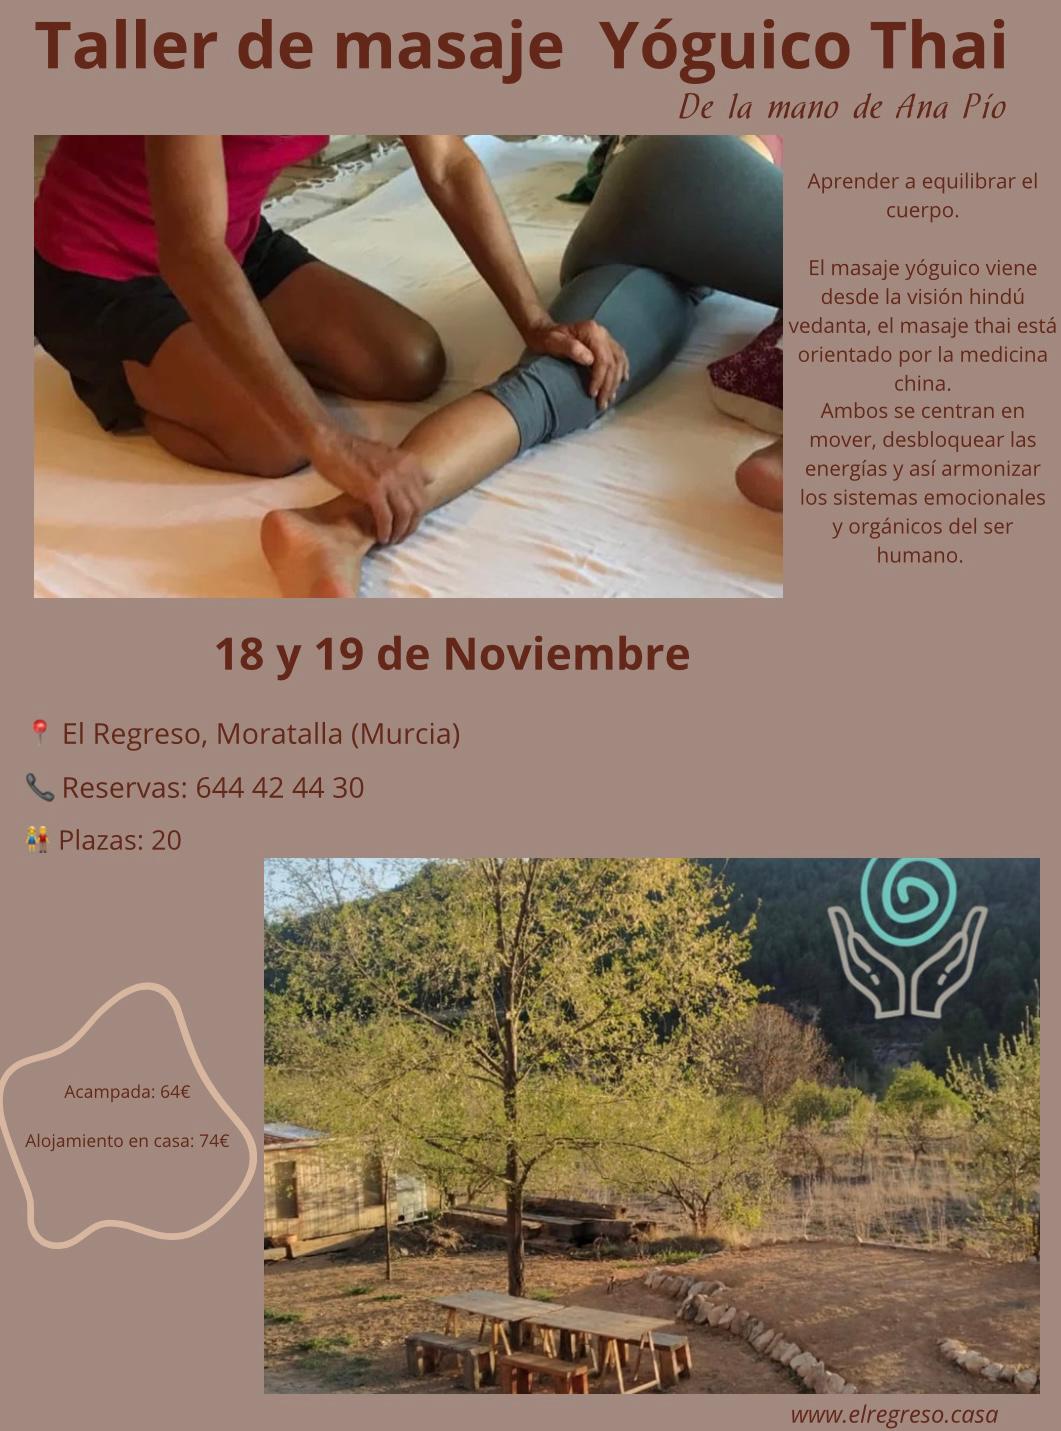 Taller de masaje Yóguico Thai
De la mano de Ana Pío
Aprender a equilibrar el
cuerpo.
El masaje yóguico viene
desde la visión hindú
vedanta, el masaje thai está
orientado por la medicina
china.
Ambos se centran en
mover, desbloquear las
energías y así armonizar
los sistemas emocionales
y orgánicos del ser
humano.
18 y 19 de Noviembre
El Regreso, Moratalla (Murcia)
Reservas: 644 42 44 30
Plazas: 20
Acampada: 64€
Alojamiento en casa: 74€
www.elregreso.casa